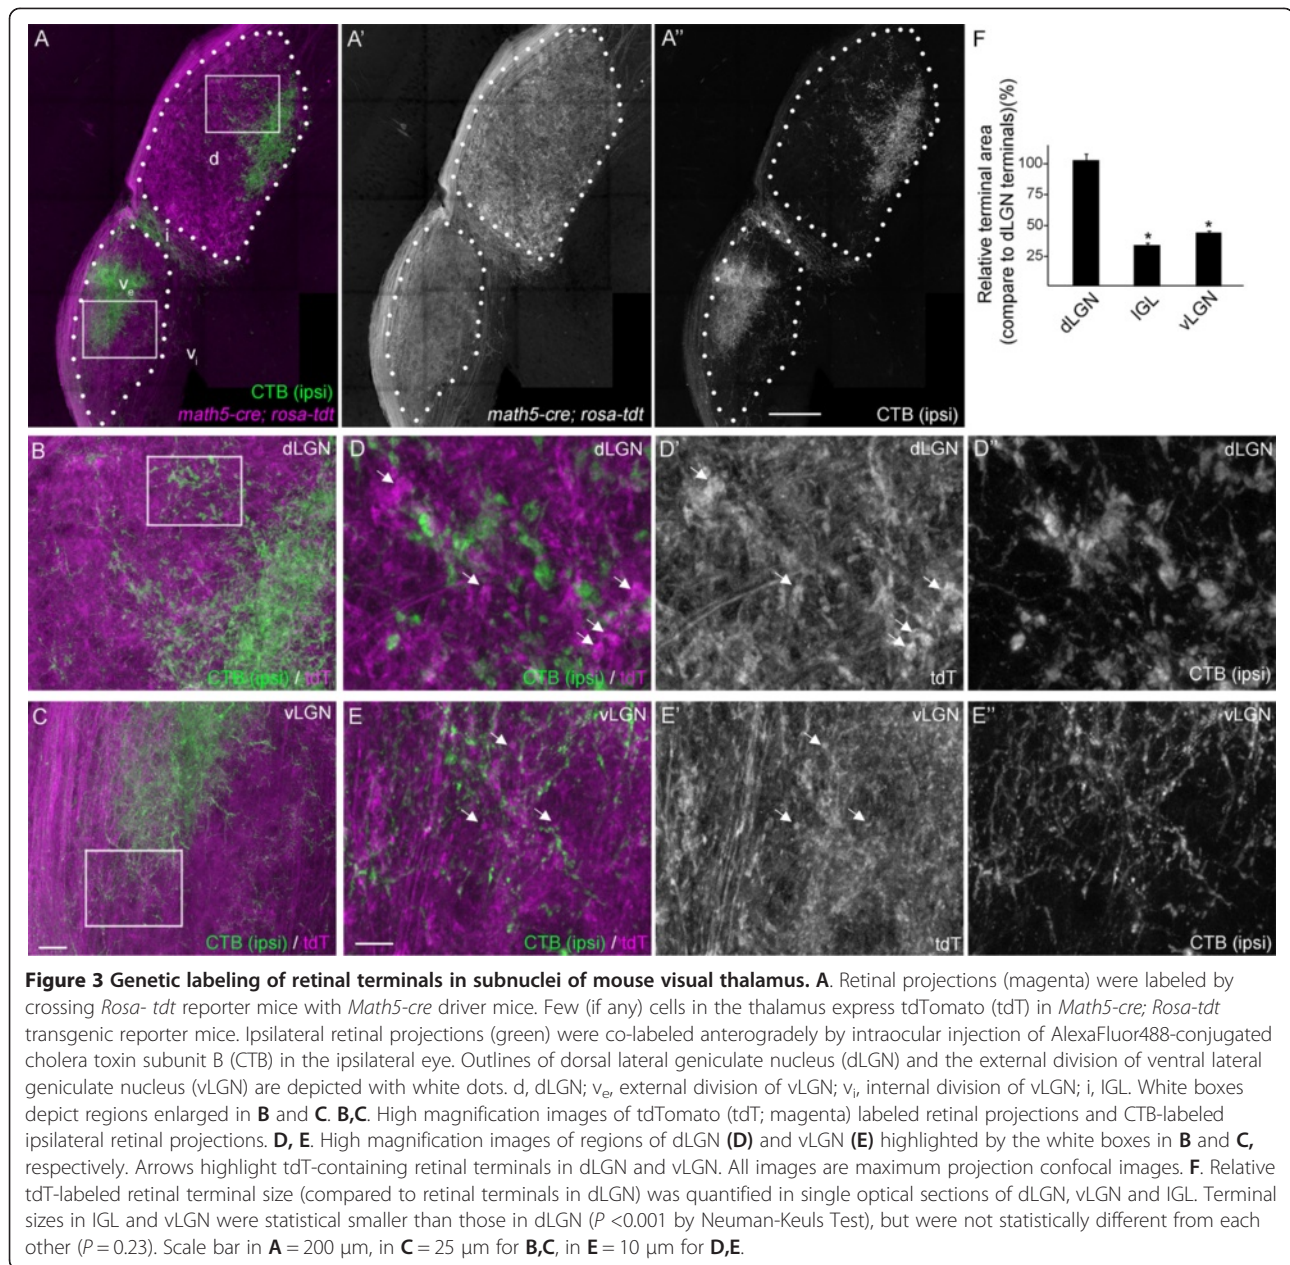 A
A'
A''
F
d
v_e
v_i
CTB (ipsi)
math5-cre; rosa-tdt
math5-cre; rosa-tdt
CTB (ipsi)
Relative terminal area
(compare to dLGN terminals)(%)
100
50
25
*
*
dLGN
IGL
vLGN
B
dLGN
CTB (ipsi) / tdT
D
dLGN
CTB (ipsi) / tdT
D'
dLGN
tdT
D''
dLGN
CTB (ipsi)
C
vLGN
CTB (ipsi) / tdT
E
vLGN
CTB (ipsi) / tdT
E'
vLGN
tdT
E''
vLGN
CTB (ipsi)
Figure 3 Genetic labeling of retinal terminals in subnuclei of mouse visual thalamus. A. Retinal projections (magenta) were labeled by
crossing Rosa- tdt reporter mice with Math5-cre driver mice. Few (if any) cells in the thalamus express tdTomato (tdT) in Math5-cre; Rosa-tdt
transgenic reporter mice. Ipsilateral retinal projections (green) were co-labeled anterogradely by intraocular injection of AlexaFluor488-conjugated
cholera toxin subunit B (CTB) in the ipsilateral eye. Outlines of dorsal lateral geniculate nucleus (dLGN) and the external division of ventral lateral
geniculate nucleus (vLGN) are depicted with white dots. d, dLGN; v_e, external division of vLGN; v_i, internal division of vLGN; i, IGL. White boxes
depict regions enlarged in B and C. B,C. High magnification images of tdTomato (tdT; magenta) labeled retinal projections and CTB-labeled
ipsilateral retinal projections. D, E. High magnification images of regions of dLGN (D) and vLGN (E) highlighted by the white boxes in B and C,
respectively. Arrows highlight tdT-containing retinal terminals in dLGN and vLGN. All images are maximum projection confocal images. F. Relative
tdT-labeled retinal terminal size (compared to retinal terminals in dLGN) was quantified in single optical sections of dLGN, vLGN and IGL. Terminal
sizes in IGL and vLGN were statistical smaller than those in dLGN (P <0.001 by Neuman-Keuls Test), but were not statistically different from each
other (P = 0.23). Scale bar in A = 200 μm, in C = 25 μm for B,C, in E = 10 μm for D,E.